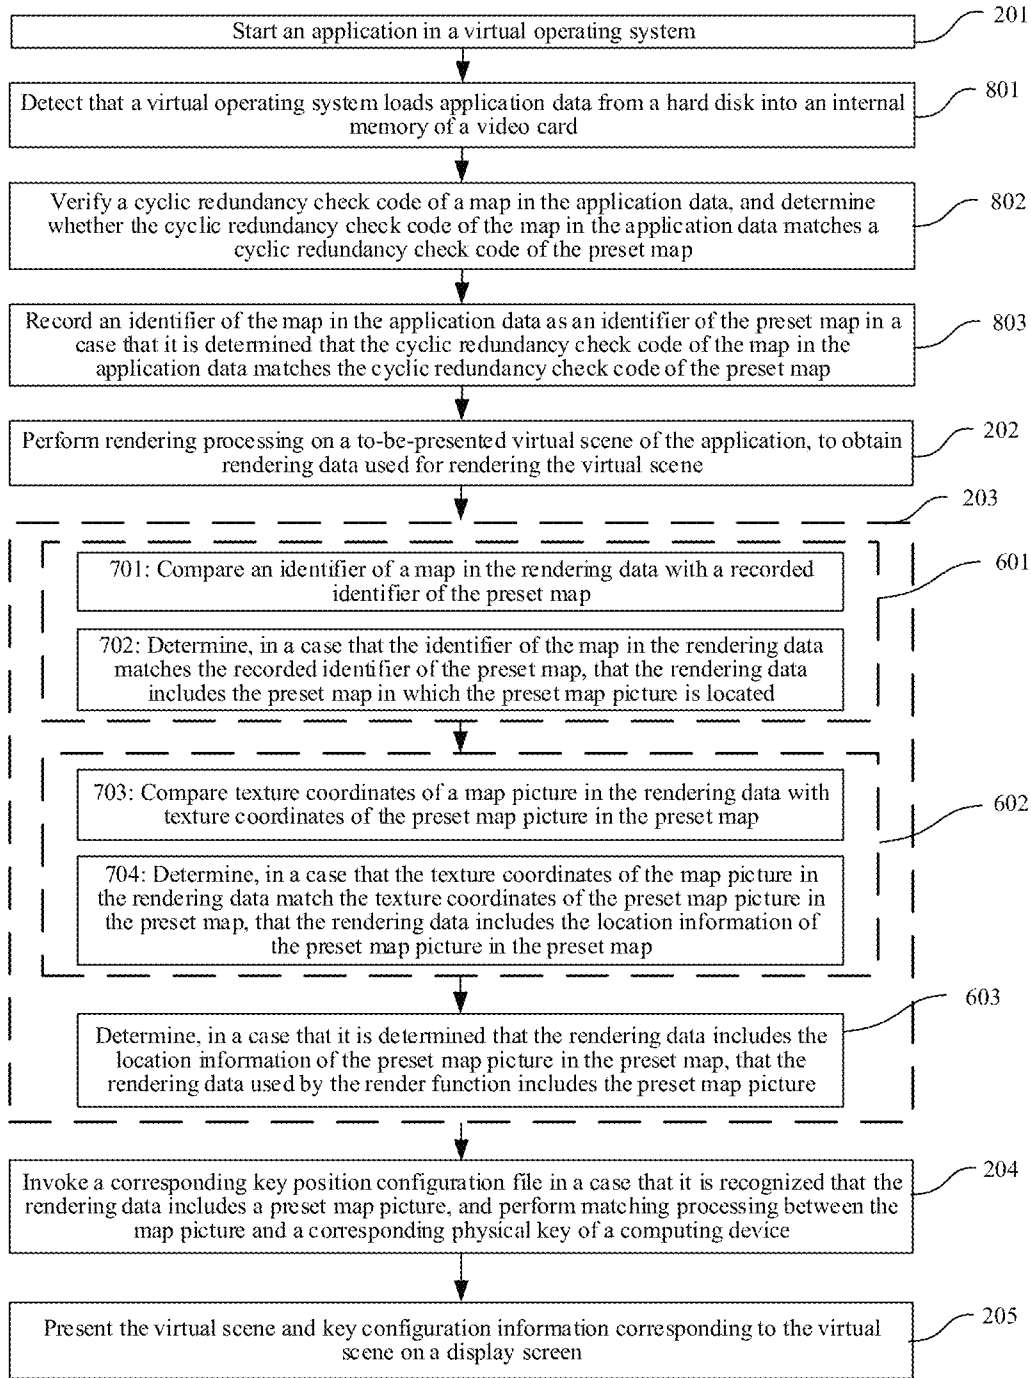 Start an application in a virtual operating system
201
Detect that a virtual operating system loads application data from a hard disk into an internal
memory of a video card
801
Verify a cyclic redundancy check code of a map in the application data, and determine
whether the cyclic redundancy check code of the map in the application data matches a
cyclic redundancy check code of the preset map
802
Record an identifier of the map in the application data as an identifier of the preset map in a
case that it is determined that the cyclic redundancy check code of the map in the
application data matches the cyclic redundancy check code of the preset map
803
Perform rendering processing on a to-be-presented virtual scene of the application, to obtain
rendering data used for rendering the virtual scene
202
203
701: Compare an identifier of a map in the rendering data with a recorded
identifier of the preset map
601
702: Determine, in a case that the identifier of the map in the rendering data
matches the recorded identifier of the preset map, that the rendering data
includes the preset map in which the preset map picture is located
703: Compare texture coordinates of a map picture in the rendering data with
texture coordinates of the preset map picture in the preset map
602
704: Determine, in a case that the texture coordinates of the map picture in
the rendering data match the texture coordinates of the preset map picture
in the preset map, that the rendering data includes the location information of
the preset map picture in the preset map
603
Determine, in a case that it is determined that the rendering data includes the
location information of the preset map picture in the preset map, that the
rendering data used by the render function includes the preset map picture
Invoke a corresponding key position configuration file in a case that it is recognized that the
rendering data includes a preset map picture, and perform matching processing between the
map picture and a corresponding physical key of a computing device
204
Present the virtual scene and key configuration information corresponding to the virtual
scene on a display screen
205